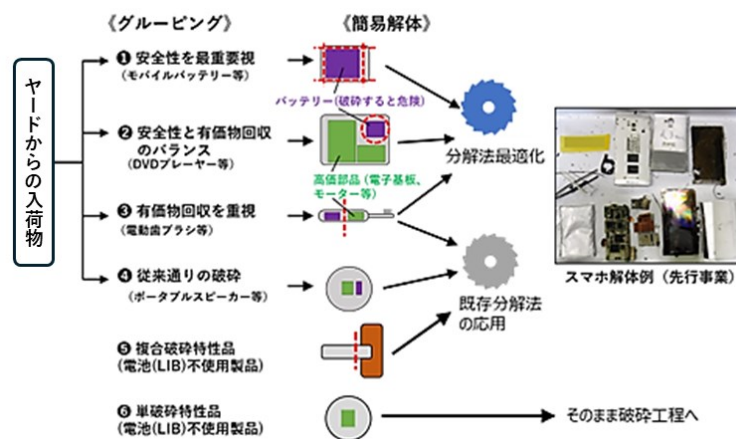 《グルーピング》
《簡易解体》
ヤードからの入荷物
❶ 安全性を最重要視
(モバイルバッテリー等)
バッテリー(破砕すると危険)
❷ 安全性と有価物回収
のバランス
(DVDプレーヤー等)
分解法最適化
高価部品 (電子基板、
モーター等)
❸ 有価物回収を重視
(電動歯ブラシ等)
スマホ解体例 (先行事業)
❹ 従来通りの破砕
(ポータブルスピーカー等)
既存分解法
の応用
❺ 複合破砕特性品
(電池(LIB)不使用製品)
❻ 単破砕特性品
(電池(LIB)不使用製品)
そのまま破砕工程へ